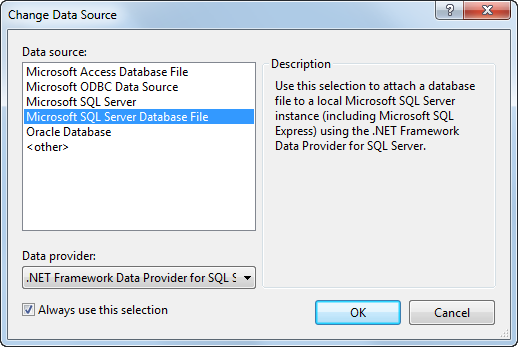 Change Data Source
Data source:
Microsoft Access Database File
Microsoft ODBC Data Source
Microsoft SQL Server
Microsoft SQL Server Database File
Oracle Database
<other>
Description
Use this selection to attach a database
file to a local Microsoft SQL Server
instance (including Microsoft SQL
Express) using the .NET Framework
Data Provider for SQL Server.
Data provider:
.NET Framework Data Provider for SQL S
Always use this selection
OK
Cancel